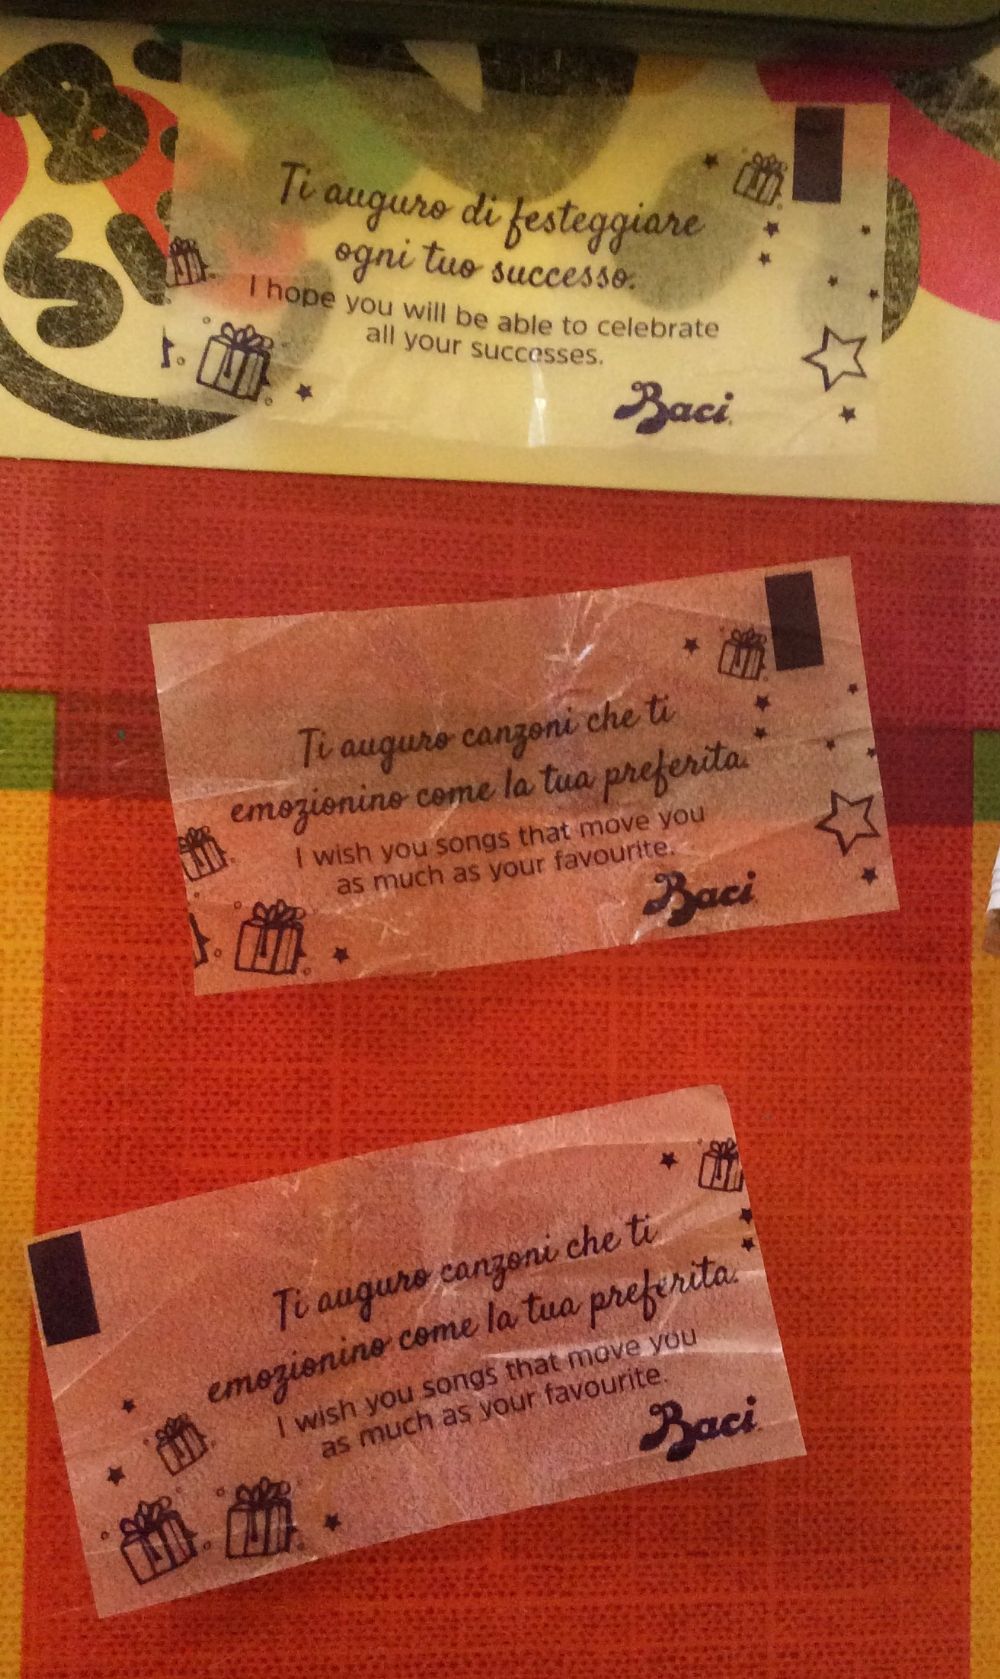 Ti auguro di festeggiare
ogni tuo successo.
I hope you will be able to celebrate
all your successes.
Baci
Ti auguro canzoni che ti
emozionino come la tua preferita.
I wish you songs that move you
as much as your favourite.
Baci
Ti auguro canzoni che ti
emozionino come la tua preferita.
I wish you songs that move you
as much as your favourite.
Baci